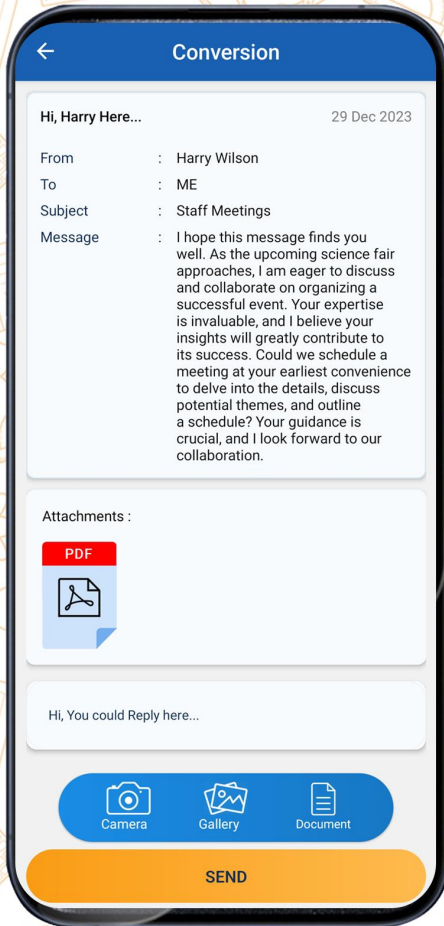 Conversion
Hi, Harry Here...
29 Dec 2023
From : Harry Wilson
To : ME
Subject : Staff Meetings
Message : I hope this message finds you
well. As the upcoming science fair
approaches, I am eager to discuss
and collaborate on organizing a
successful event. Your expertise
is invaluable, and I believe your
insights will greatly contribute to
its success. Could we schedule a
meeting at your earliest convenience
to delve into the details, discuss
potential themes, and outline
a schedule? Your guidance is
crucial, and I look forward to our
collaboration.
Attachments :
PDF
Hi, You could Reply here...
Camera
Gallery
Document
SEND